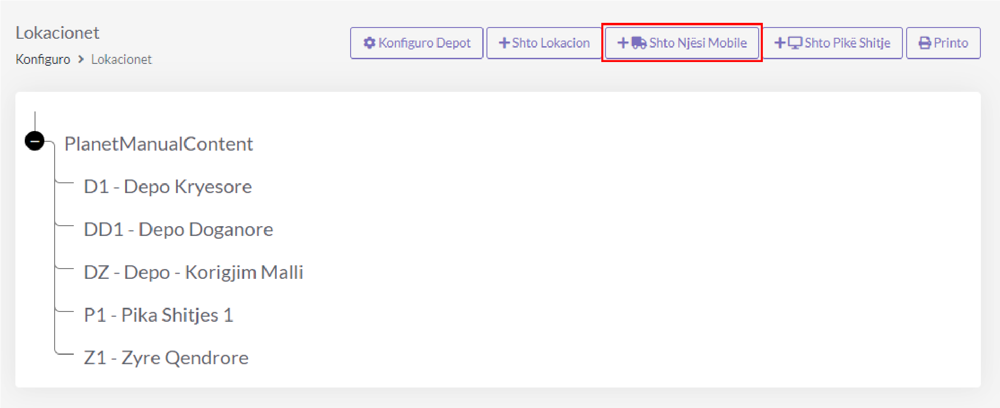 Lokacionet
Konfiguro > Lokacionet
Konfiguro Depot
+ Shto Lokacion
+ Shto Njësi Mobile
+ Shto Pikë Shitje
Printo
PlanetManualContent
D1 - Depo Kryesore
DD1 - Depo Doganore
DZ - Depo - Korigjim Malli
P1 - Pika Shitjes 1
Z1 - Zyre Qendrore